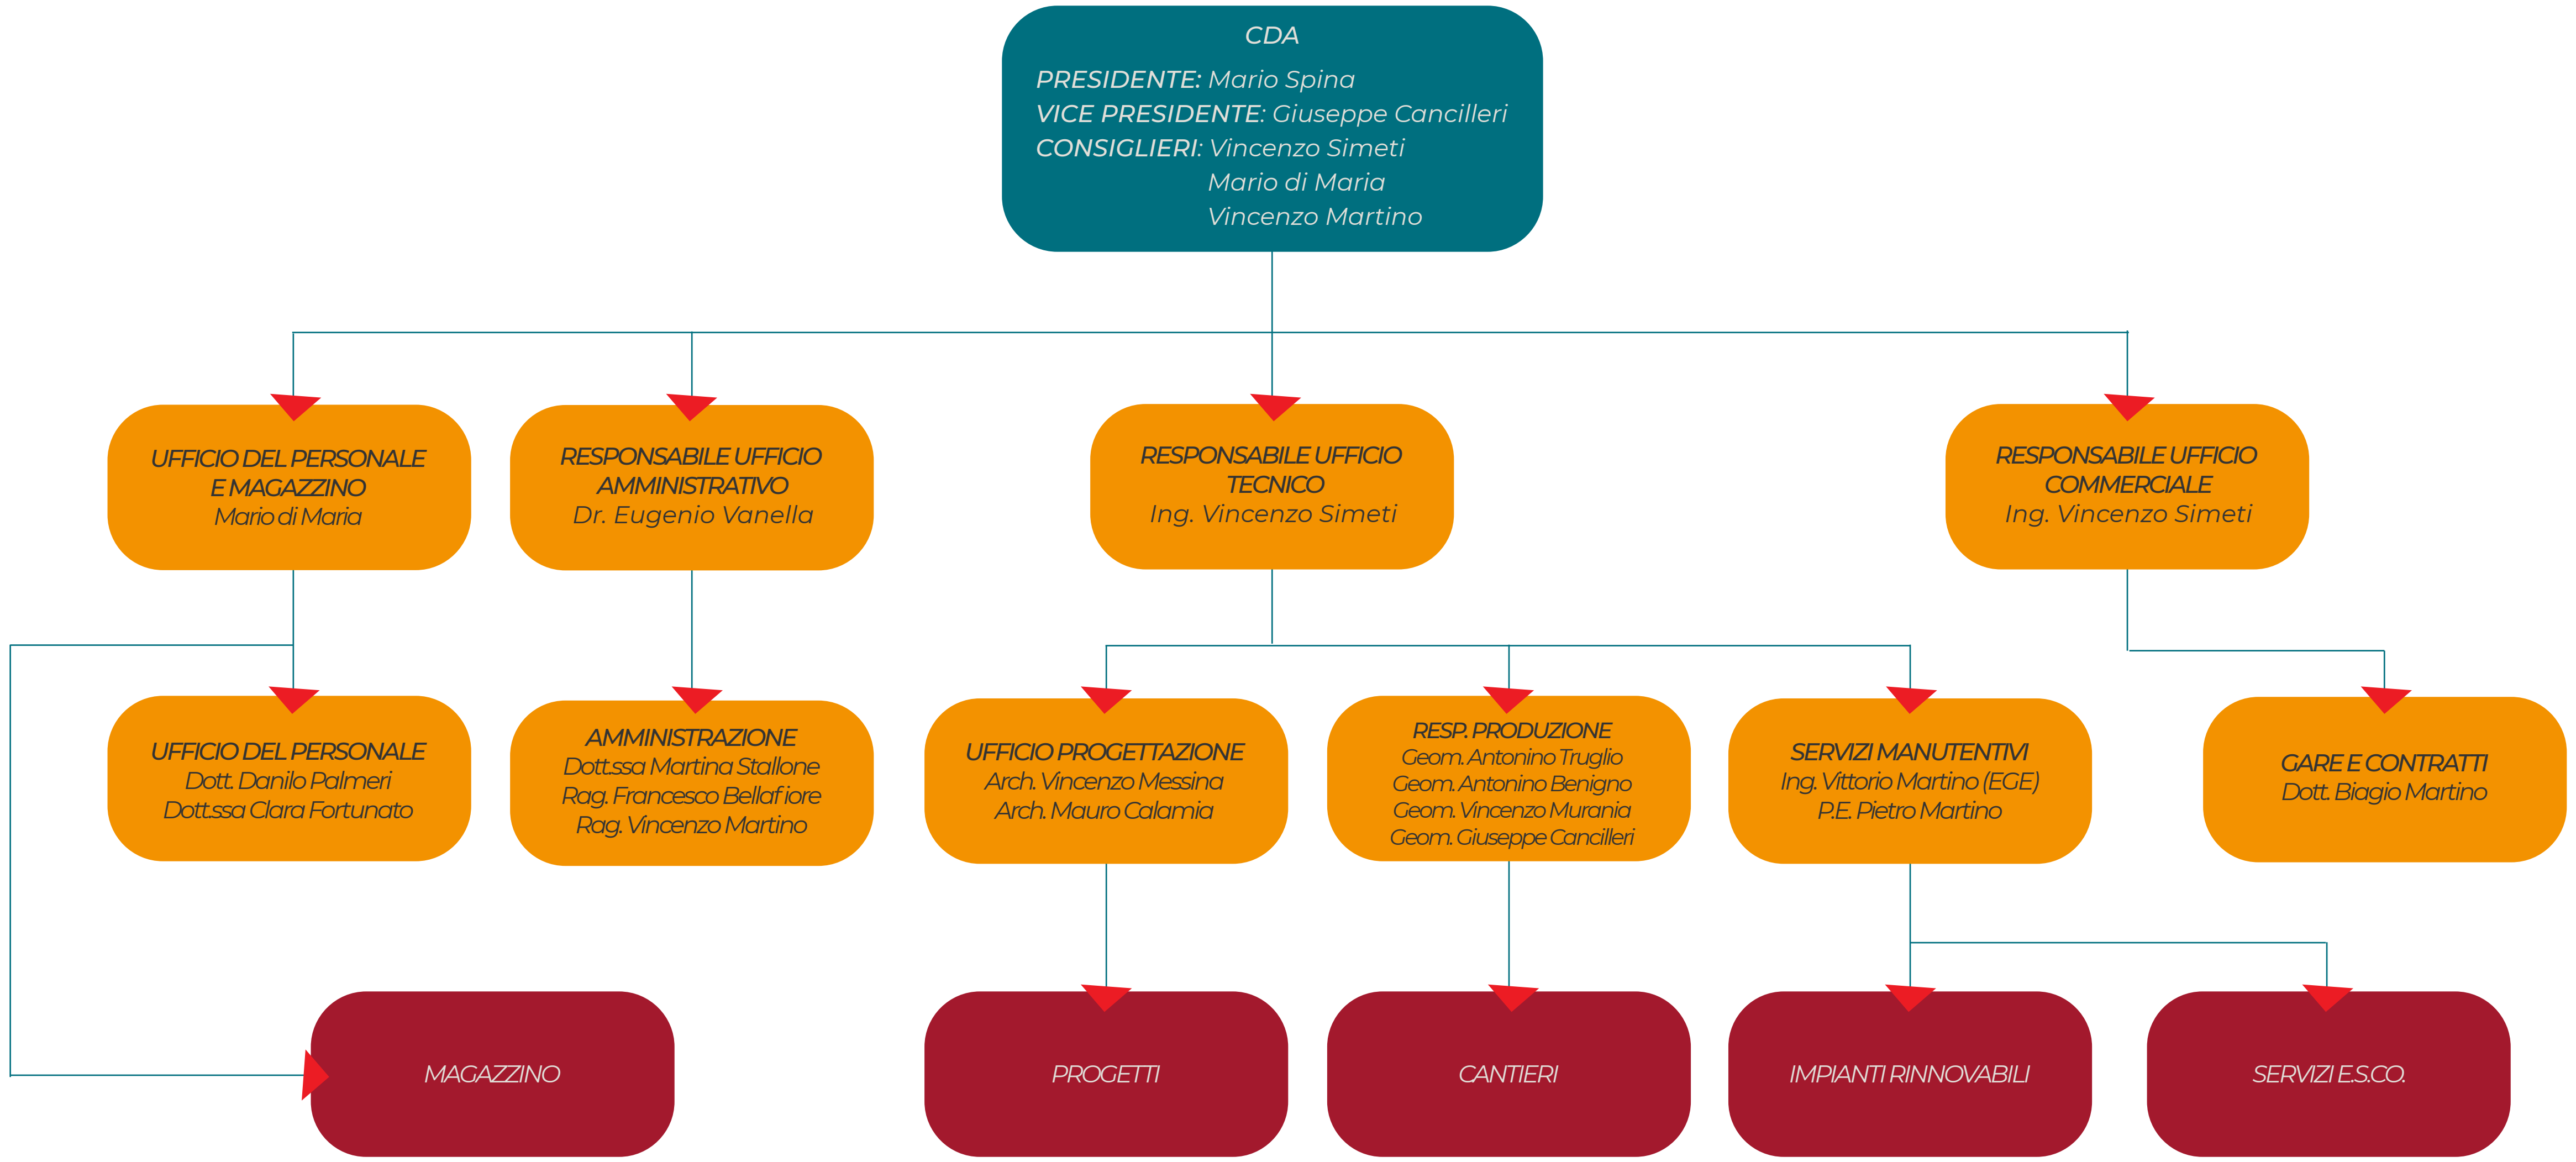 CDA
PRESIDENTE: Mario Spina
VICE PRESIDENTE: Giuseppe Cancilleri
CONSIGLIERI: Vincenzo Simeti
Mario di Maria
Vincenzo Martino
UFFICIO DEL PERSONALE
E MAGAZZINO
Mario di Maria
RESPONSABILE UFFICIO
AMMINISTRATIVO
Dr. Eugenio Vanella
RESPONSABILE UFFICIO
TECNICO
Ing. Vincenzo Simeti
RESPONSABILE UFFICIO
COMMERCIALE
Ing. Vincenzo Simeti
UFFICIO DEL PERSONALE
Dott. Danilo Palmeri
Dott.ssa Clara Fortunato
AMMINISTRAZIONE
Dott.ssa Martina Stallone
Rag. Francesco Bellafiore
Rag. Vincenzo Martino
UFFICIO PROGETTAZIONE
Arch. Vincenzo Messina
Arch. Mauro Calamia
RESP. PRODUZIONE
Geom. Antonino Truglio
Geom. Antonino Benigno
Geom. Vincenzo Murania
Geom. Giuseppe Cancilleri
SERVIZI MANUTENTIVI
Ing. Vittorio Martino (EGE)
P.E. Pietro Martino
GARE E CONTRATTI
Dott. Biagio Martino
MAGAZZINO
PROGETTI
CANTIERI
IMPIANTI RINNOVABILI
SERVIZI E.S.CO.